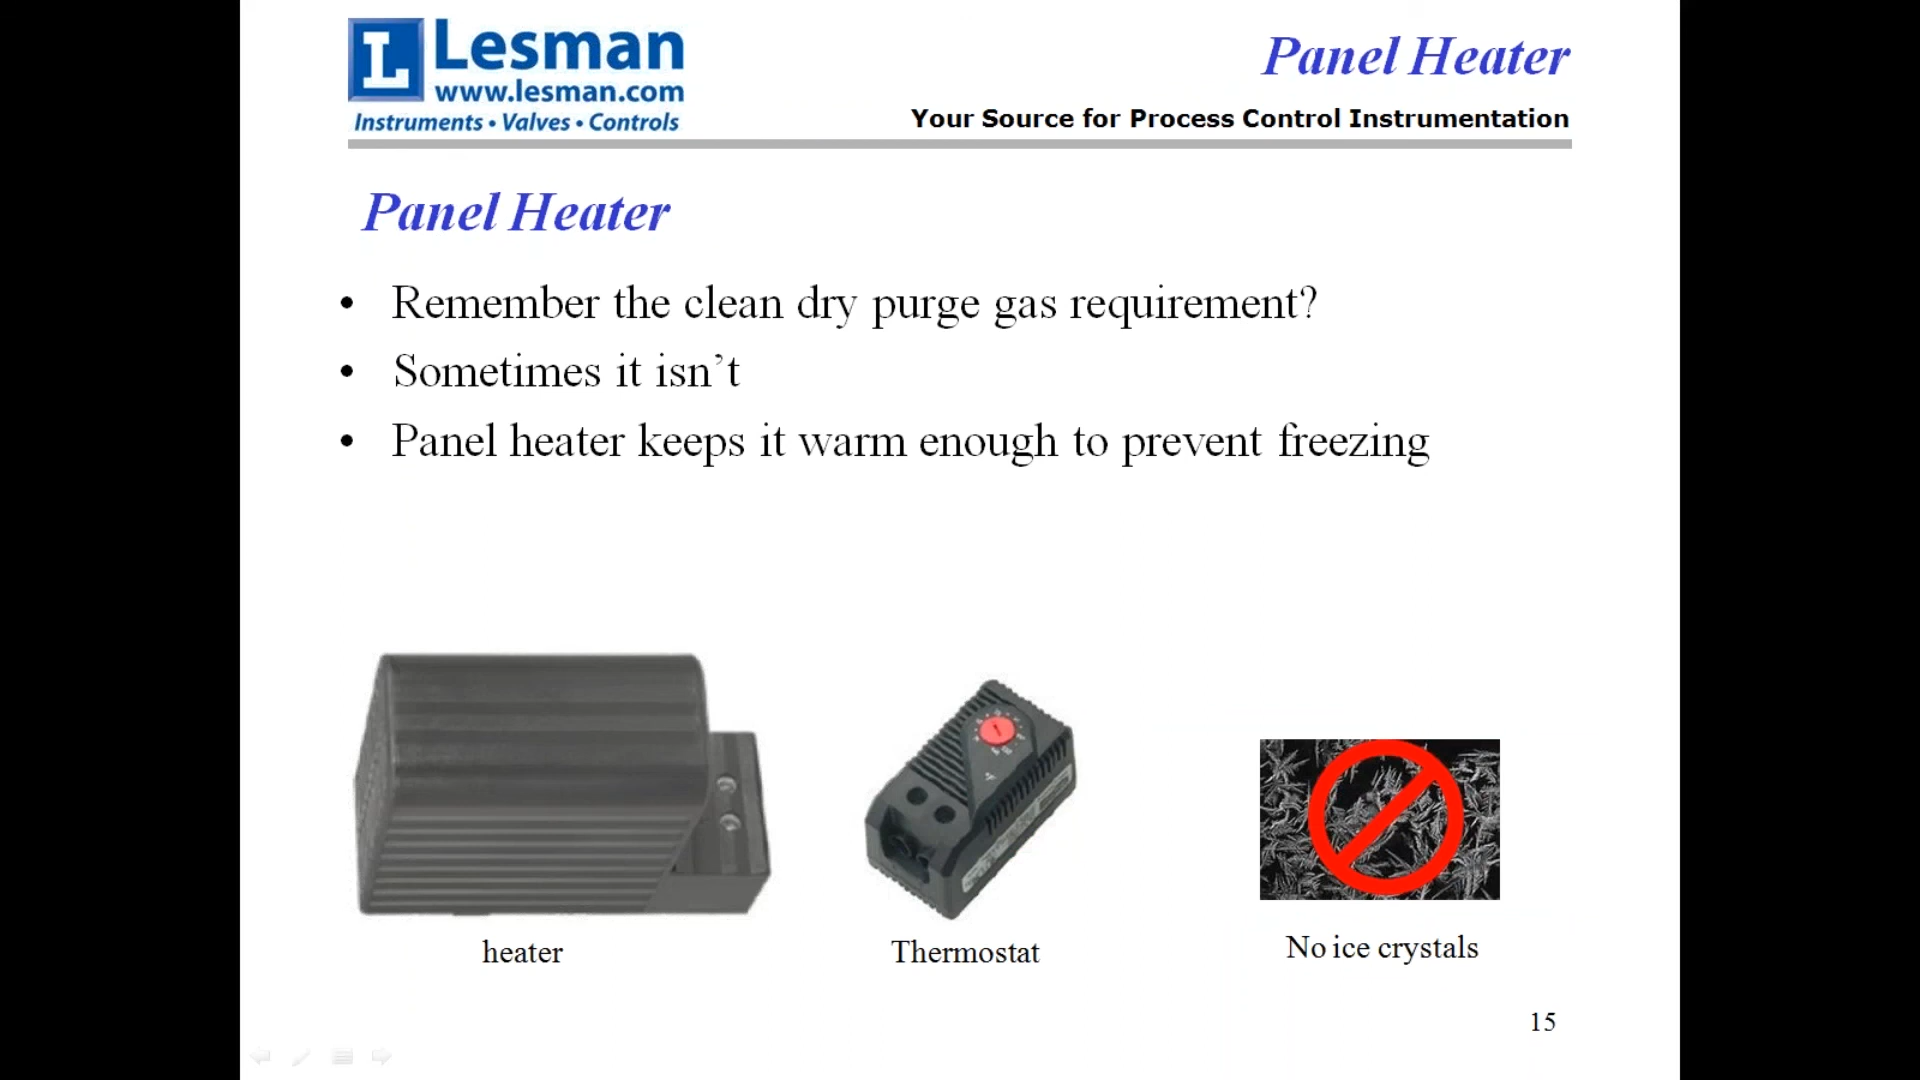 Lesman
www.lesman.com
Instruments • Valves • Controls
Panel Heater
Your Source for Process Control Instrumentation
Panel Heater
• Remember the clean dry purge gas requirement?
• Sometimes it isn’t
• Panel heater keeps it warm enough to prevent freezing
heater
Thermostat
No ice crystals
15